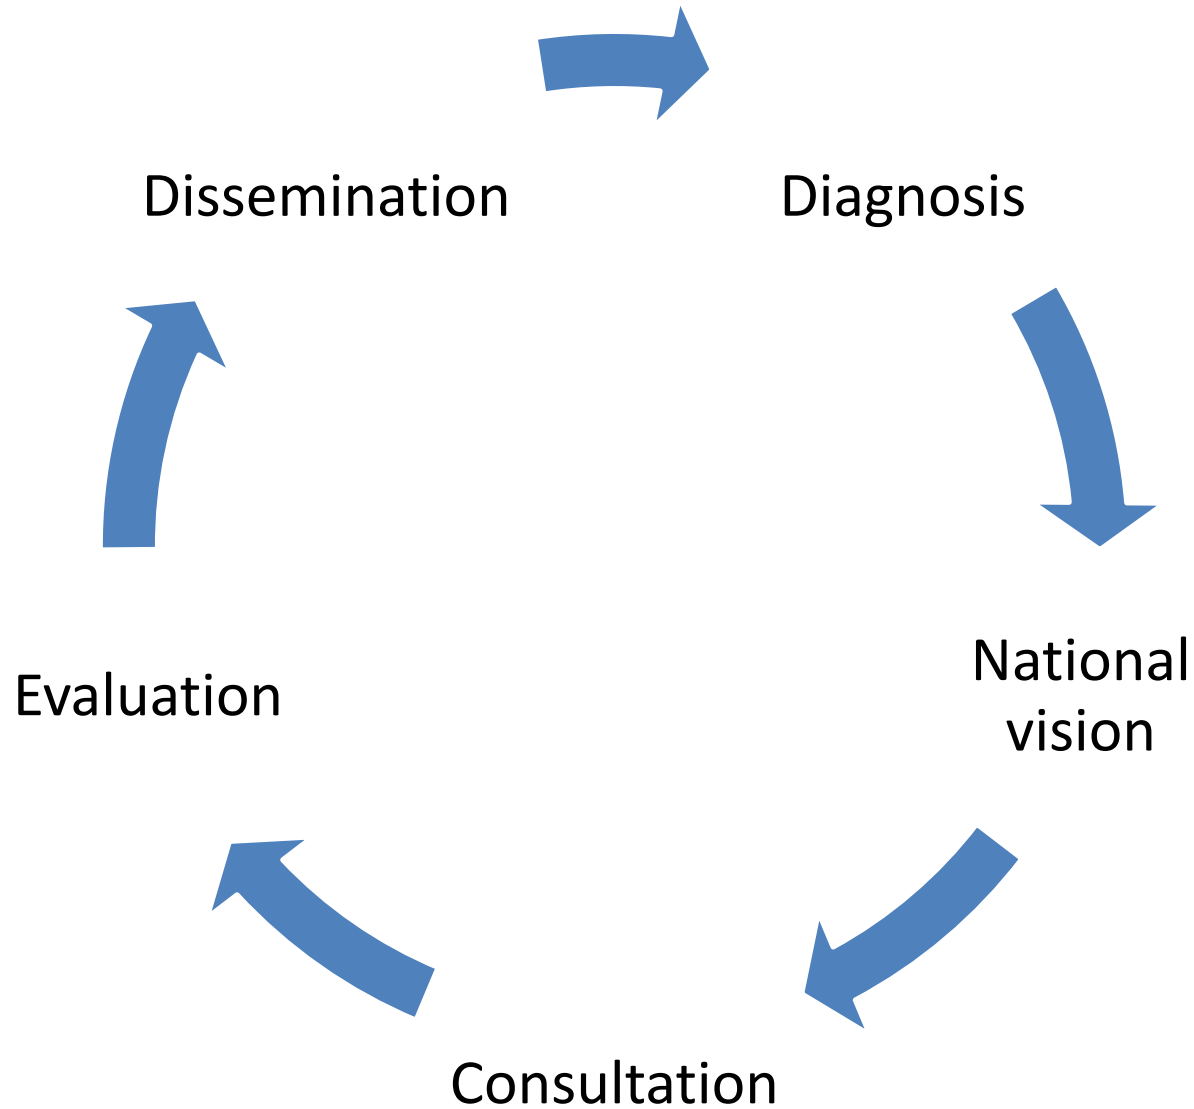 Dissemination
Diagnosis
National
vision
Evaluation
Consultation